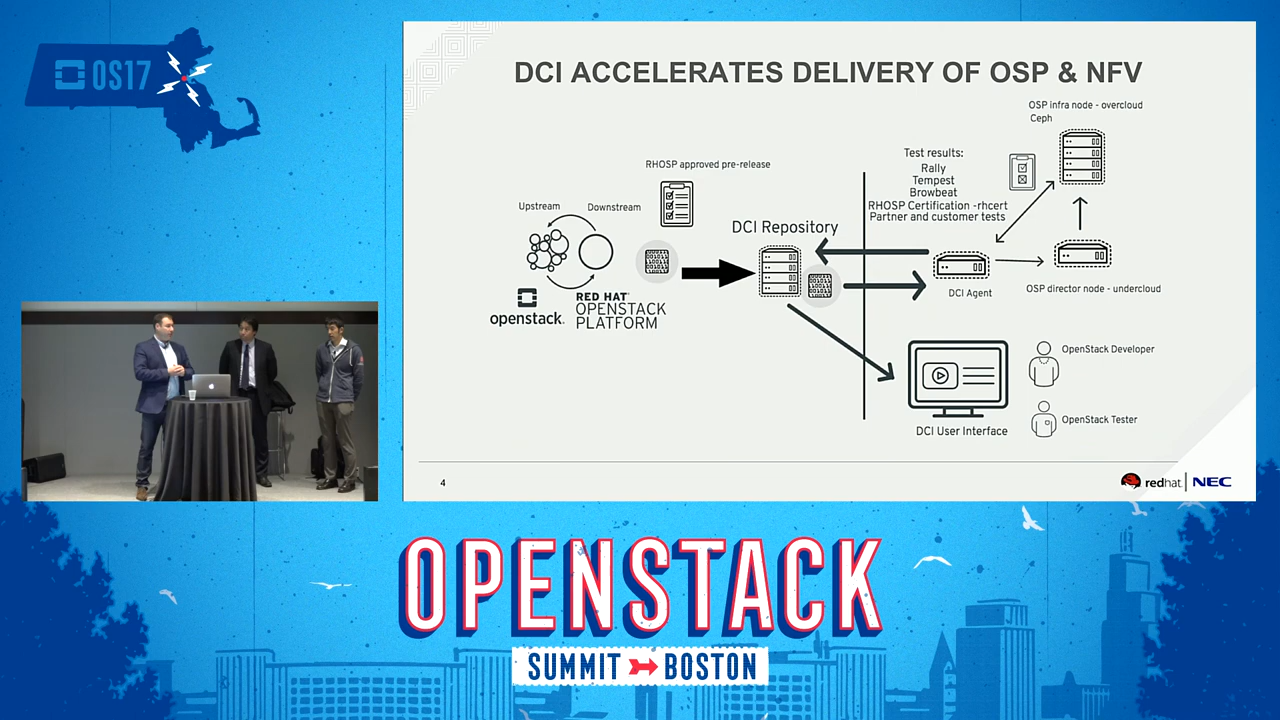 OS17
DCI ACCELERATES DELIVERY OF OSP & NFV
OSP infra node - overcloud
Ceph
RHOSP approved pre-release
Test results:
Rally
Tempest
Browbeat
RHOSP Certification -rhcert
Partner and customer tests
Upstream
Downstream
DCI Repository
openstack.
RED HAT
OPENSTACK
PLATFORM
DCI Agent
OSP director node - undercloud
OpenStack Developer
OpenStack Tester
DCI User Interface
4
redhat. NEC
OPENSTACK
SUMMIT BOSTON